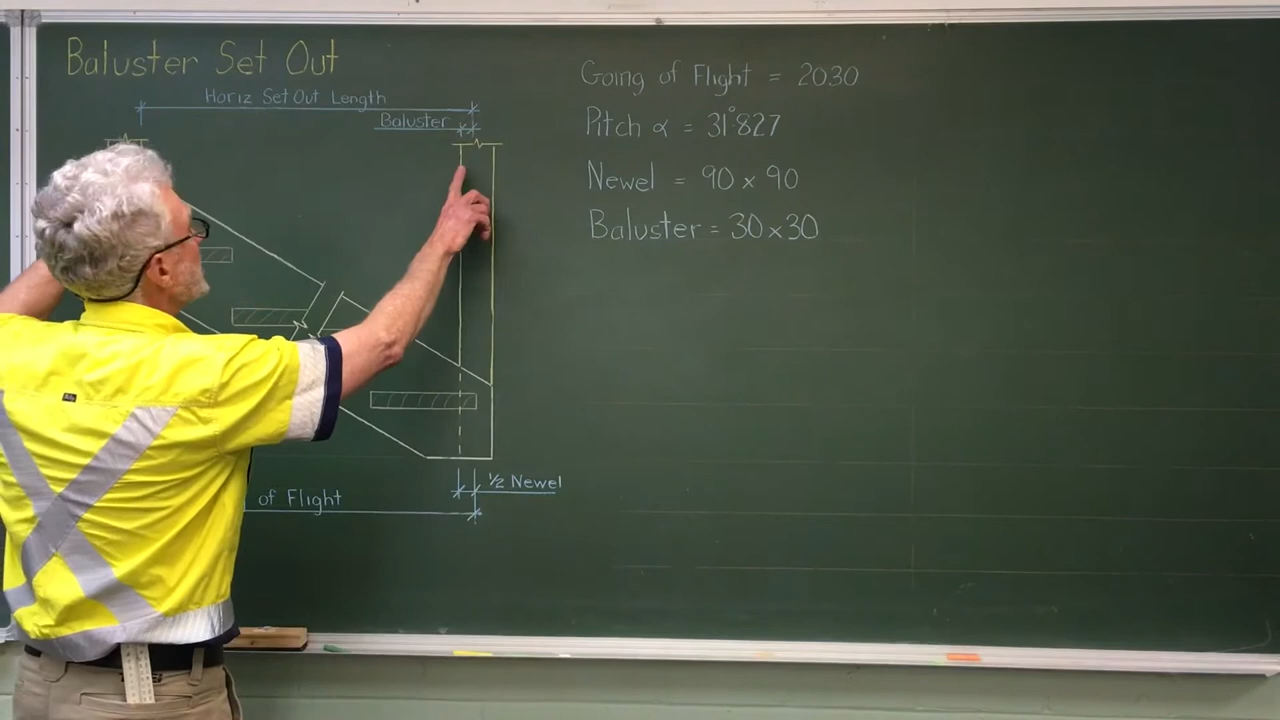 Baluster Set Out
Horiz Set Out Length
Baluster
½ Newel
of Flight
Going of Flight = 2030
Pitch α = 31°827
Newel = 90 x 90
Baluster = 30 x 30